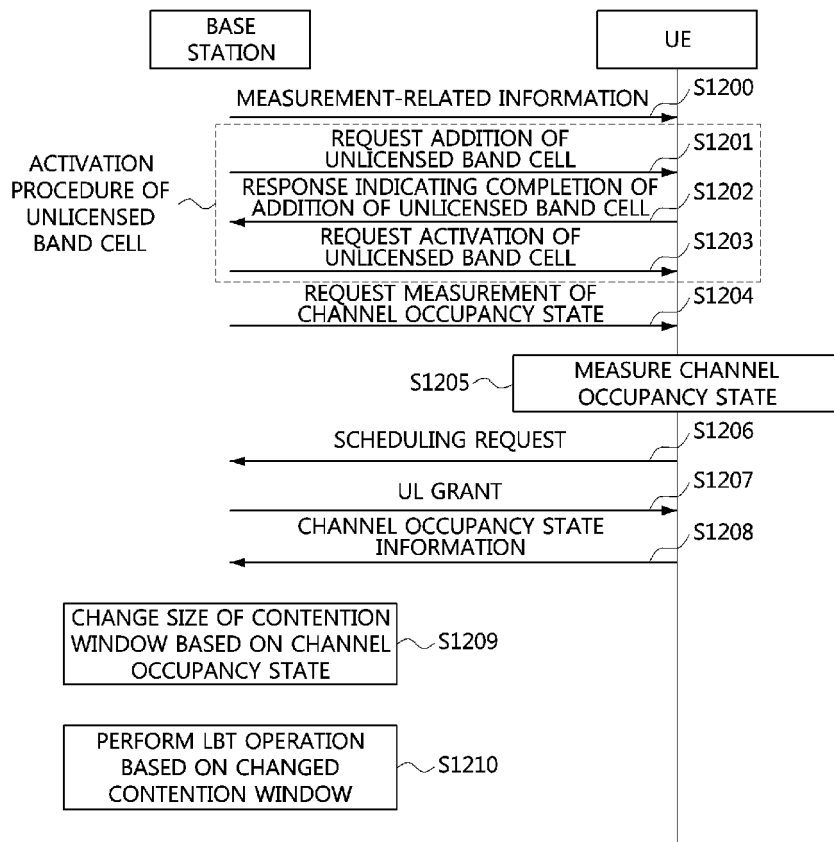 BASE
STATION
UE
MEASUREMENT-RELATED INFORMATION
S1200
REQUEST ADDITION OF
UNLICENSED BAND CELL
S1201
ACTIVATION
PROCEDURE OF
UNLICENSED
BAND CELL
RESPONSE INDICATING COMPLETION OF
ADDITION OF UNLICENSED BAND CELL
S1202
REQUEST ACTIVATION OF
UNLICENSED BAND CELL
S1203
REQUEST MEASUREMENT OF
CHANNEL OCCUPANCY STATE
S1204
S1205
MEASURE CHANNEL
OCCUPANCY STATE
SCHEDULING REQUEST
S1206
UL GRANT
S1207
CHANNEL OCCUPANCY STATE
INFORMATION
S1208
CHANGE SIZE OF CONTENTION
WINDOW BASED ON CHANNEL
OCCUPANCY STATE
S1209
PERFORM LBT OPERATION
BASED ON CHANGED
CONTENTION WINDOW
S1210